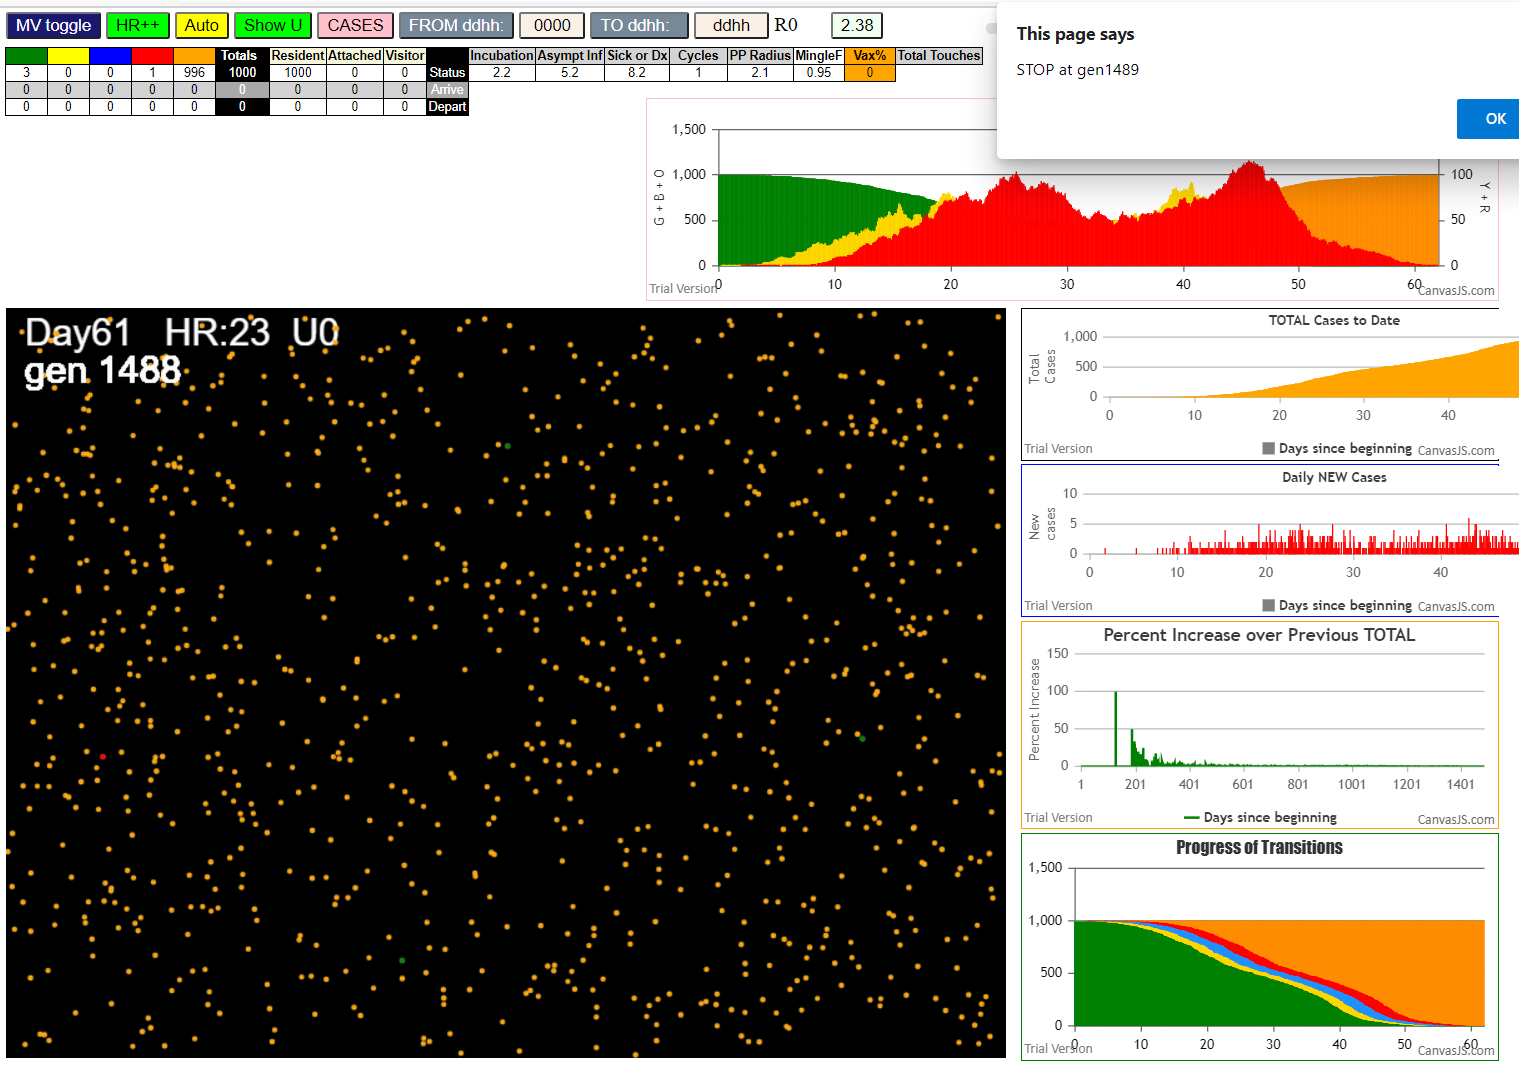 MV toggle HR++ Auto Show U CASES FROM ddhh: 0000 TO ddhh: ddhh R0 2.38
This page says
STOP at gen1489
OK
Totals Resident Attached Visitor Incubation Asympt Inf Sick or Dx Cycles PP Radius MingleF Vax% Total Touches
3 0 0 1 996 1000 1000 0 0 Status 2.2 5.2 8.2 1 2.1 0.95 0
0 0 0 0 0 0 0 0 0 Arrive
0 0 0 0 0 0 0 0 0 Depart
1,500
1,000 100
500 50
0 0
G + B + O
Y + R
0 10 20 30 40 50 60
Trial Version CanvasJS.com
Day61 HR:23 U0
gen 1488
TOTAL Cases to Date
1,000
500
0
Total
Cases
0 10 20 30 40
Days since beginning
Trial Version CanvasJS.com
Daily NEW Cases
10
5
0
New
cases
0 10 20 30 40
Days since beginning
Trial Version CanvasJS.com
Percent Increase over Previous TOTAL
150
100
50
0
Percent Increase
1 201 401 601 801 1001 1201 1401
Days since beginning
Trial Version CanvasJS.com
Progress of Transitions
1,500
1,000
500
0
0 10 20 30 40 50 60
Trial Version CanvasJS.com